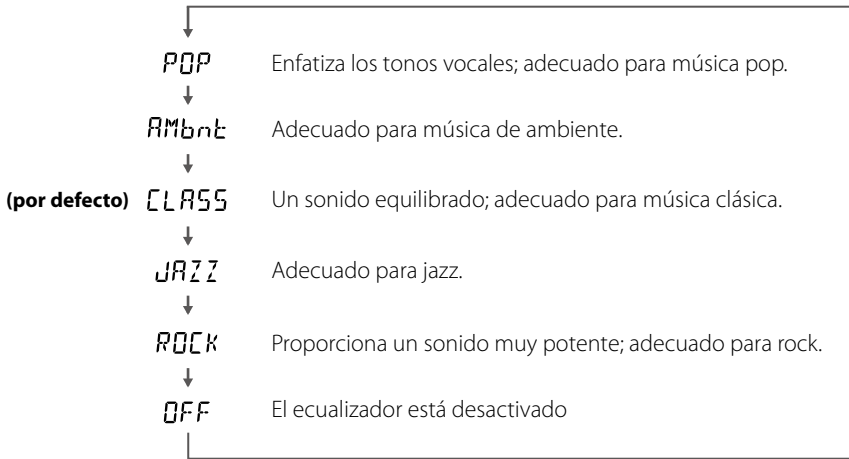 POP Enfatiza los tonos vocales; adecuado para música pop.
AMbnt Adecuado para música de ambiente.
(por defecto) CLASS Un sonido equilibrado; adecuado para música clásica.
JAZZ Adecuado para jazz.
ROCK Proporciona un sonido muy potente; adecuado para rock.
OFF El ecualizador está desactivado